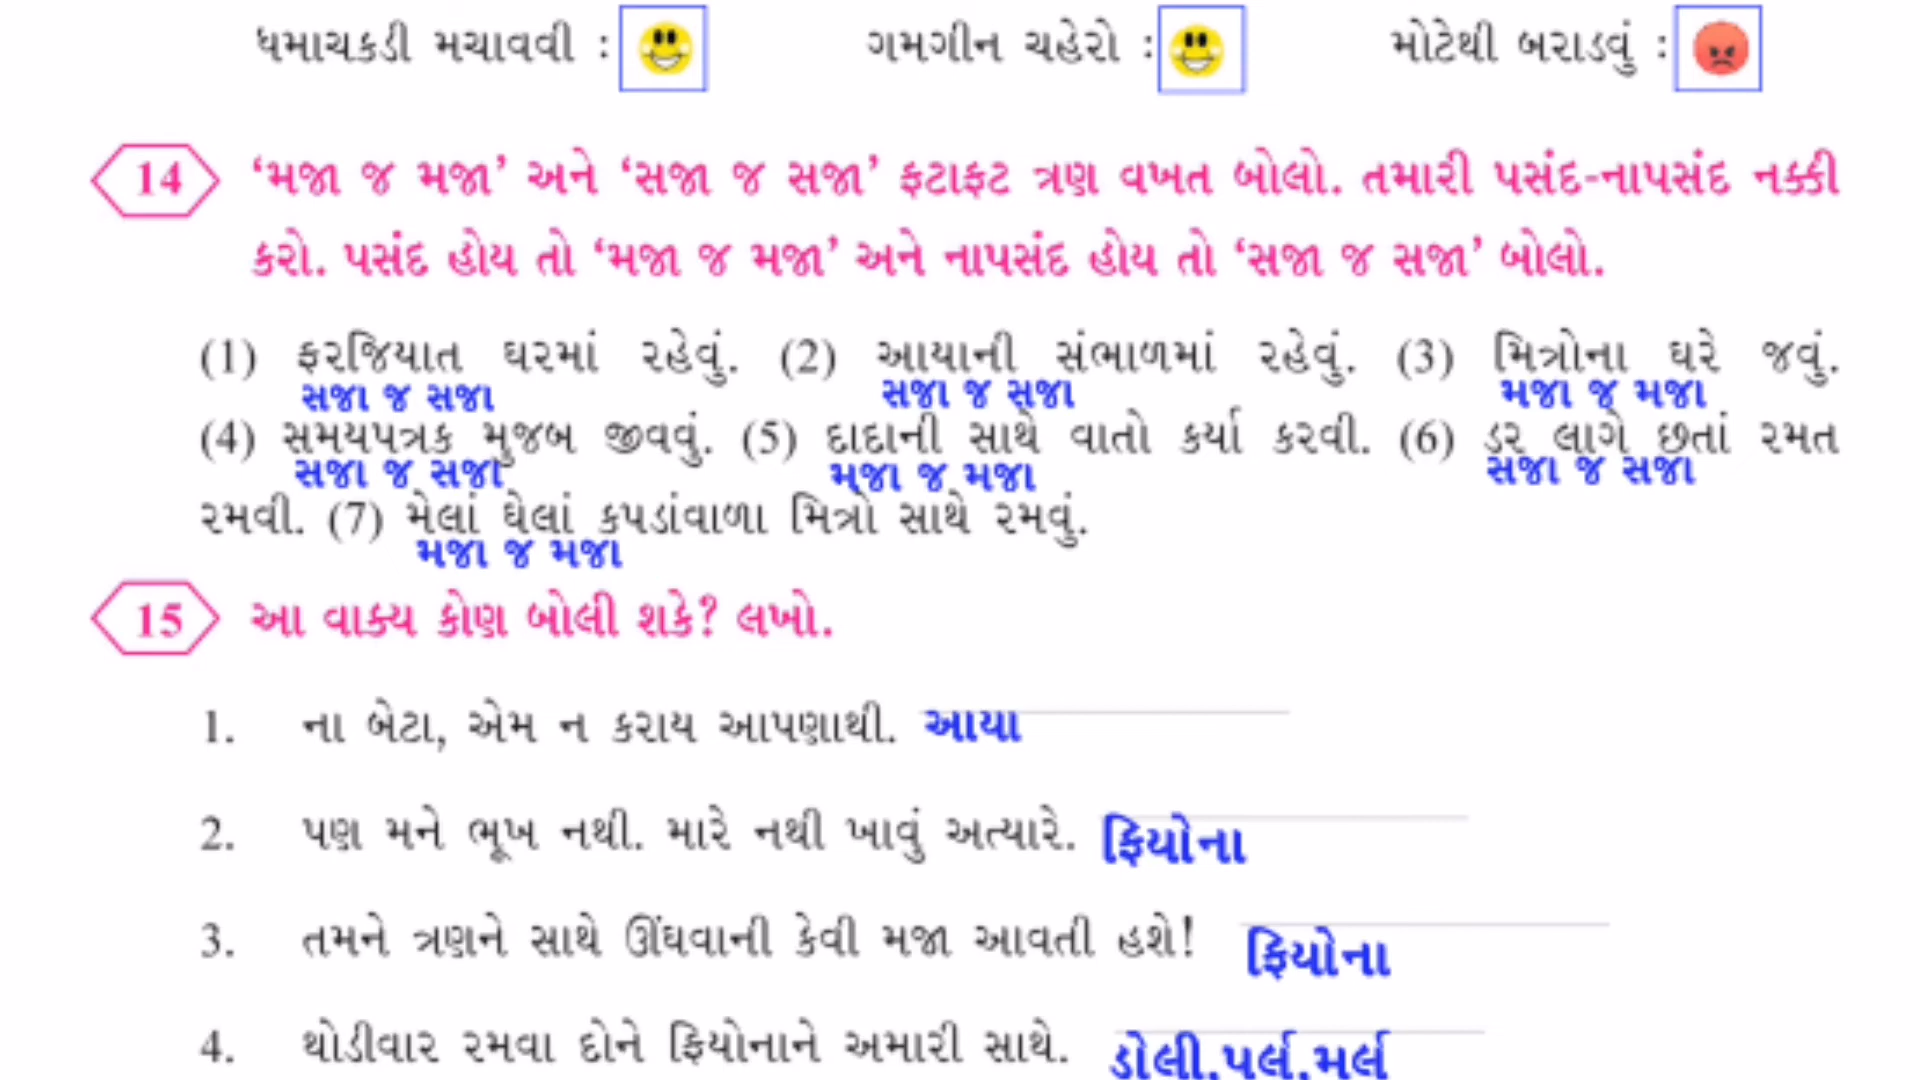 ધમાચકડી મચાવવી : ગમગીન ચહેરો : મોટેથી બરાડવું :
14 ‘મજા જ મજા’ અને ‘સજા જ સજા’ ફટાફટ ત્રણ વખત બોલો. તમારી પસંદ-નાપસંદ નક્કી
કરો. પસંદ હોય તો ‘મજા જ મજા’ અને નાપસંદ હોય તો ‘સજા જ સજા’ બોલો.
(1) ફરજિયાત ઘરમાં રહેવું. (2) આયાની સંભાળમાં રહેવું. (3) મિત્રોના ઘરે જવું.
સજા જ સજા સજા જ સજા મજા જ મજા
(4) સમયપત્રક મુજબ જીવવું. (5) દાદાની સાથે વાતો કર્યા કરવી. (6) ડર લાગે છતાં રમત
સજા જ સજા મજા જ મજા સજા જ સજા
રમવી. (7) મેલાં ઘેલાં કપડાંવાળા મિત્રો સાથે રમવું.
મજા જ મજા
15 આ વાક્ય કોણ બોલી શકે? લખો.
1. ના બેટા, એમ ન કરાય આપણાથી. આયા
2. પણ મને ભૂખ નથી. મારે નથી ખાવું અત્યારે. ફિયોના
3. તમને ત્રણને સાથે ઊંઘવાની કેવી મજા આવતી હશે! ફિયોના
4. થોડીવાર રમવા દોને ફિયોનાને અમારી સાથે. ડોલી,પર્લ,મર્લ